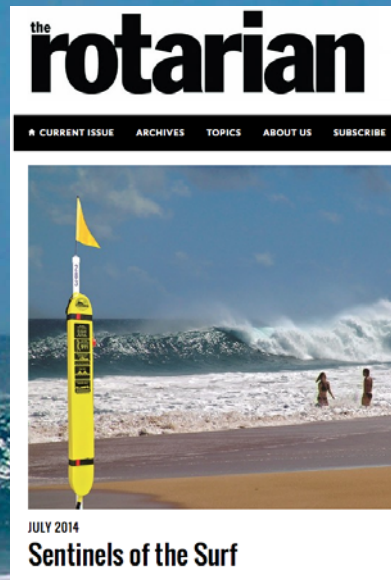 the
rotarian
CURRENT ISSUE ARCHIVES TOPICS ABOUT US SUBSCRIBE
JULY 2014
Sentinels of the Surf